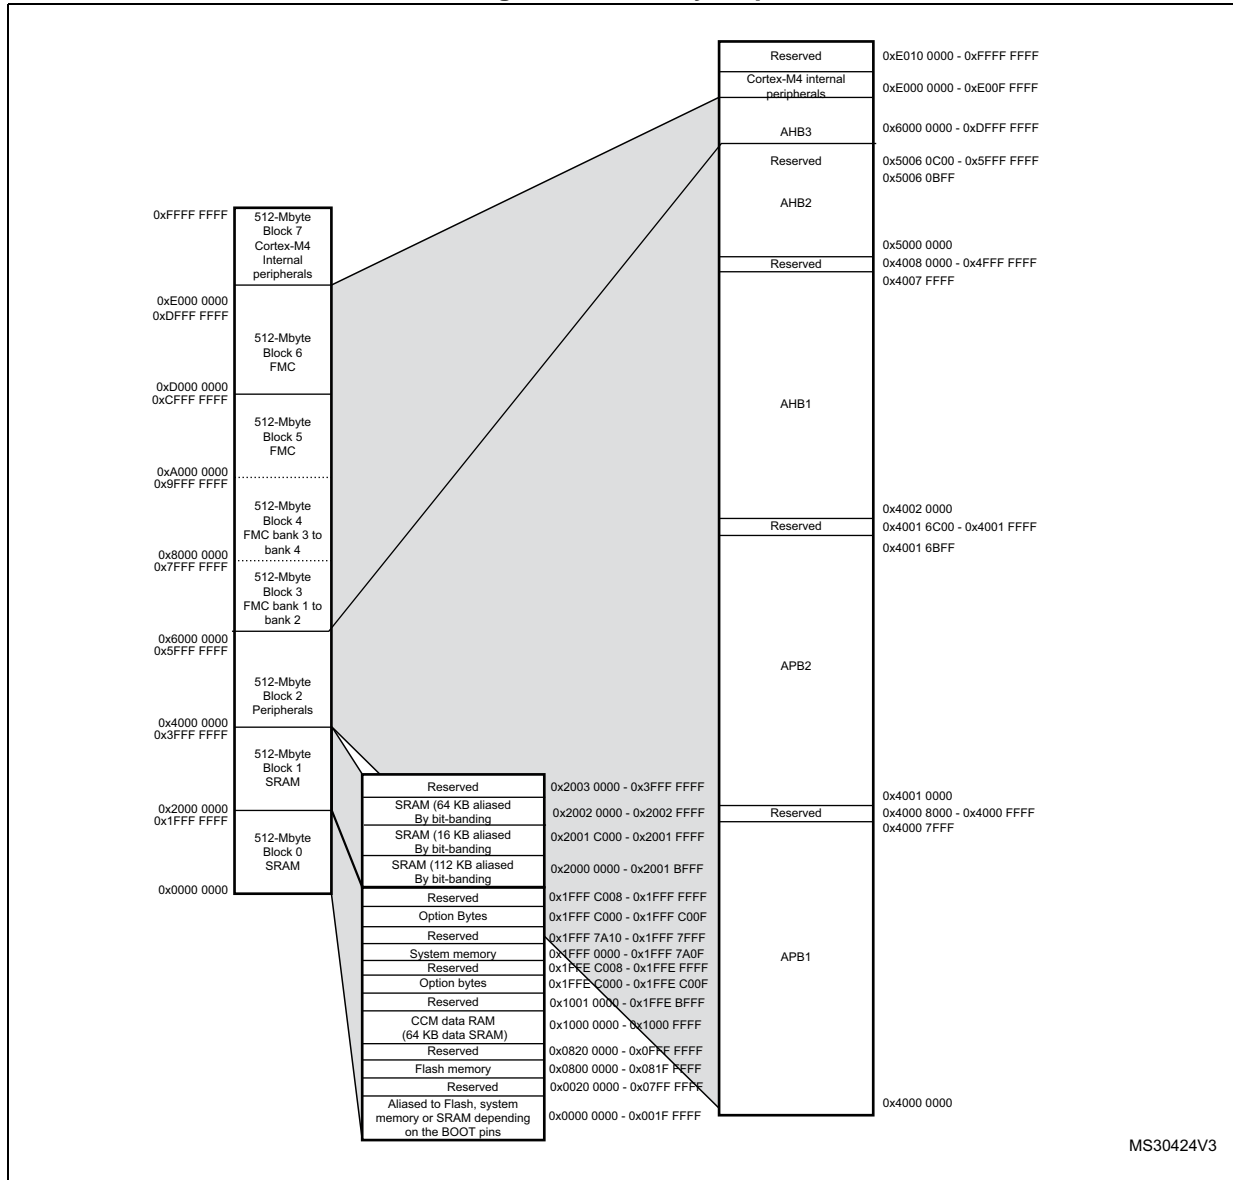 0xFFFF FFFF
512-Mbyte
Block 7
Cortex-M4
Internal
peripherals
0xE000 0000
0xDFFF FFFF
512-Mbyte
Block 6
FMC
0xD000 0000
0xCFFF FFFF
512-Mbyte
Block 5
FMC
0xA000 0000
0x9FFF FFFF
512-Mbyte
Block 4
FMC bank 3 to
bank 4
0x8000 0000
0x7FFF FFFF
512-Mbyte
Block 3
FMC bank 1 to
bank 2
0x6000 0000
0x5FFF FFFF
512-Mbyte
Block 2
Peripherals
0x4000 0000
0x3FFF FFFF
512-Mbyte
Block 1
SRAM
0x2000 0000
0x1FFF FFFF
512-Mbyte
Block 0
SRAM
0x0000 0000
Reserved 0x2003 0000 - 0x3FFF FFFF
SRAM (64 KB aliased
By bit-banding 0x2002 0000 - 0x2002 FFFF
SRAM (16 KB aliased
By bit-banding 0x2001 C000 - 0x2001 FFFF
SRAM (112 KB aliased
By bit-banding 0x2000 0000 - 0x2001 BFFF
Reserved 0x1FFF C008 - 0x1FFF FFFF
Option Bytes 0x1FFF C000 - 0x1FFF C00F
Reserved 0x1FFF 7A10 - 0x1FFF 7FFF
System memory 0x1FFF 0000 - 0x1FFF 7A0F
Reserved 0x1FFE C008 - 0x1FFE FFFF
Option bytes 0x1FFE C000 - 0x1FFE C00F
Reserved 0x1001 0000 - 0x1FFE BFFF
CCM data RAM
(64 KB data SRAM) 0x1000 0000 - 0x1000 FFFF
Reserved 0x0820 0000 - 0x0FFF FFFF
Flash memory 0x0800 0000 - 0x081F FFFF
Reserved 0x0020 0000 - 0x07FF FFFF
Aliased to Flash, system
memory or SRAM depending 0x0000 0000 - 0x001F FFFF
on the BOOT pins
Reserved 0xE010 0000 - 0xFFFF FFFF
Cortex-M4 internal
peripherals 0xE000 0000 - 0xE00F FFFF
AHB3 0x6000 0000 - 0xDFFF FFFF
Reserved 0x5006 0C00 - 0x5FFF FFFF
0x5006 0BFF
AHB2
0x5000 0000
Reserved 0x4008 0000 - 0x4FFF FFFF
0x4007 FFFF
AHB1
0x4002 0000
Reserved 0x4001 6C00 - 0x4001 FFFF
0x4001 6BFF
APB2
0x4001 0000
Reserved 0x4000 8000 - 0x4000 FFFF
0x4000 7FFF
APB1
0x4000 0000
MS30424V3